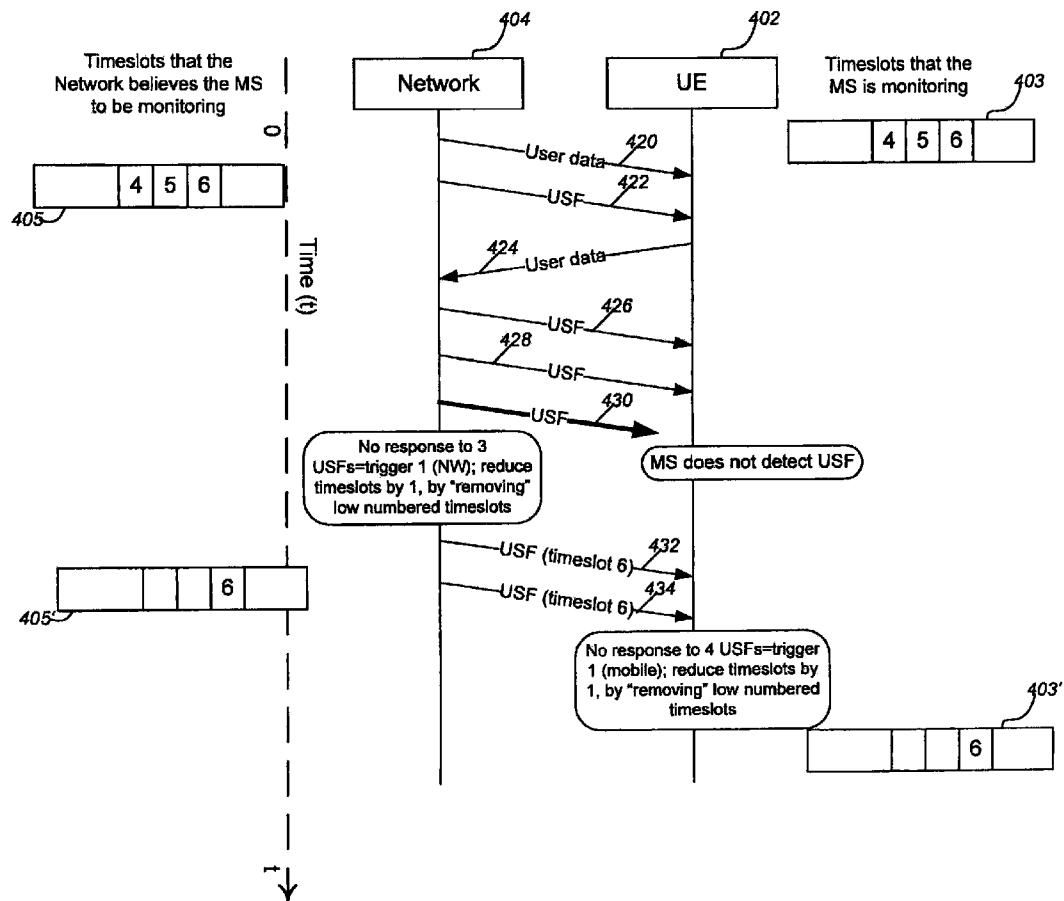 404
402
Timeslots that the
Network believes the MS
to be monitoring
Network
UE
Timeslots that the
MS is monitoring
403
0
4 5 6
4 5 6
405
Time (t)
User data
420
USF
422
424
User data
USF
426
428
USF
USF
430
No response to 3
USFs=trigger 1 (NW); reduce
timeslots by 1, by "removing"
low numbered timeslots
MS does not detect USF
USF (timeslot 6)
432
6
405'
USF (timeslot 6)
434
No response to 4 USFs=trigger
1 (mobile); reduce timeslots by
1, by "removing" low numbered
timeslots
403'
6
t